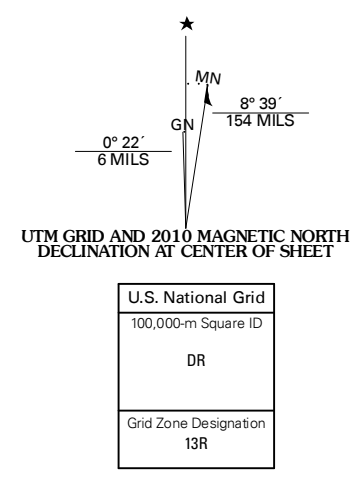 MN
8° 39´
154 MILS
GN
0° 22´
6 MILS
UTM GRID AND 2010 MAGNETIC NORTH
DECLINATION AT CENTER OF SHEET
U.S. National Grid
100,000-m Square ID
DR
Grid Zone Designation
13R